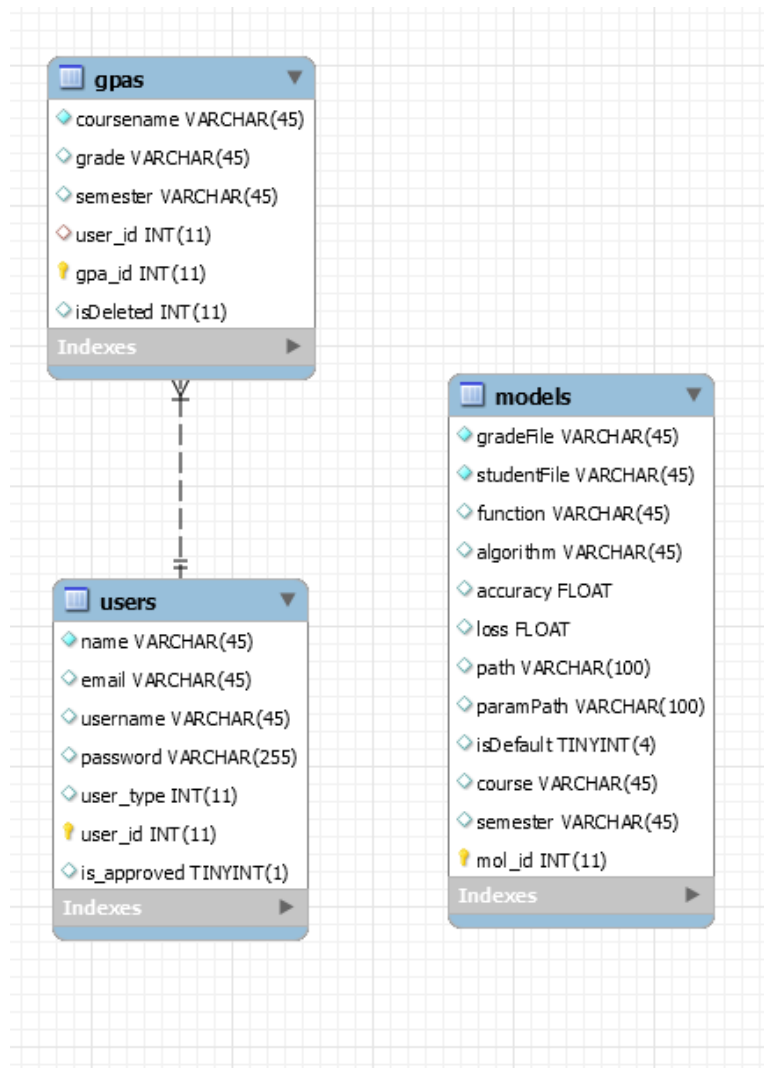 gpas
coursename VARCHAR(45)
grade VARCHAR(45)
semester VARCHAR(45)
user_id INT(11)
gpa_id INT(11)
isDeleted INT(11)
Indexes
models
gradeFile VARCHAR(45)
studentFile VARCHAR(45)
function VARCHAR(45)
algorithm VARCHAR(45)
accuracy FLOAT
loss FLOAT
path VARCHAR(100)
paramPath VARCHAR(100)
isDefault TINYINT(4)
course VARCHAR(45)
semester VARCHAR(45)
mol_id INT(11)
Indexes
users
name VARCHAR(45)
email VARCHAR(45)
username VARCHAR(45)
password VARCHAR(255)
user_type INT(11)
user_id INT(11)
is_approved TINYINT(1)
Indexes